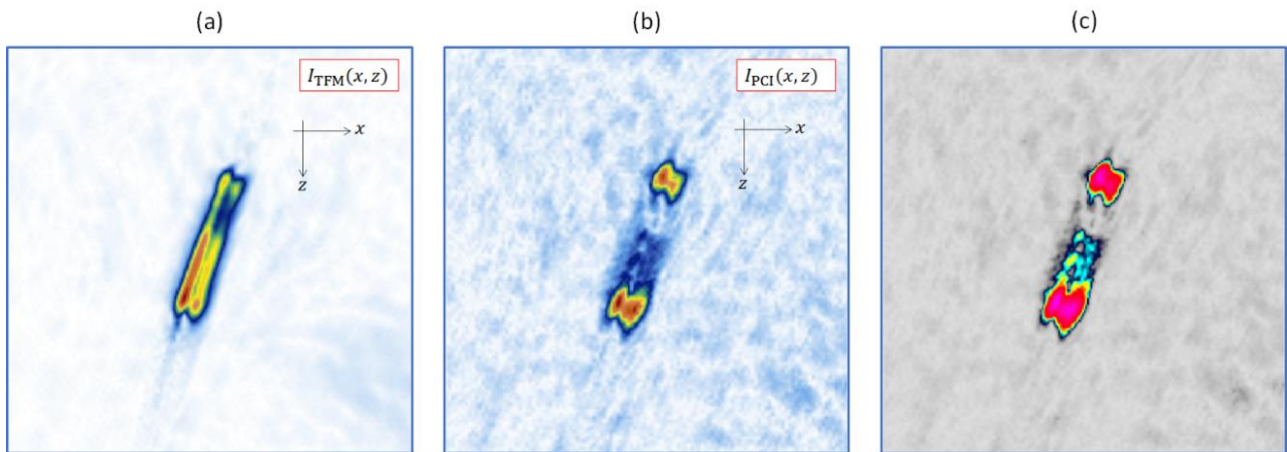 (a) (b) (c)
I_TFM(x, z) I_PCI(x, z)
x x
z z